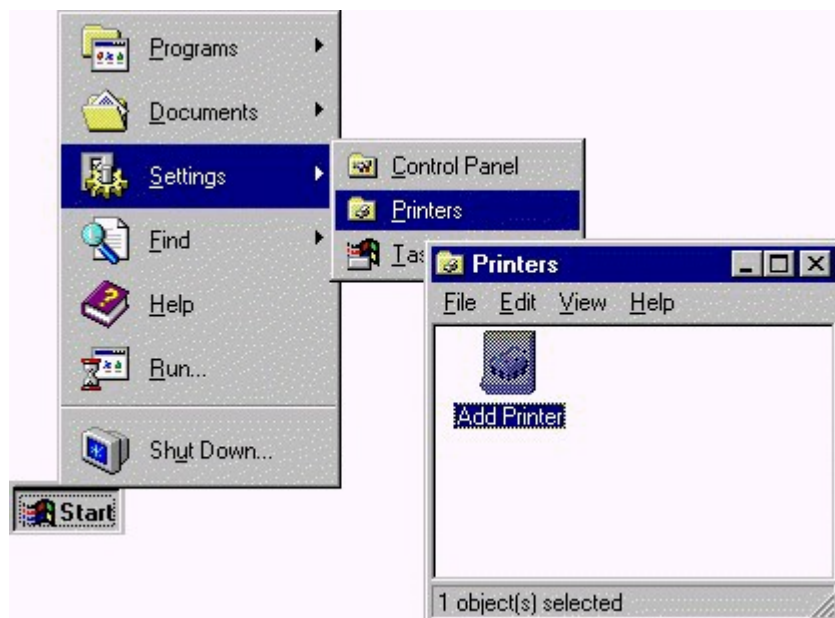 Programs
Documents
Settings
Find
Help
Run...
Shut Down...
Start
Control Panel
Printers
Printers
File Edit View Help
Add Printer
1 object(s) selected